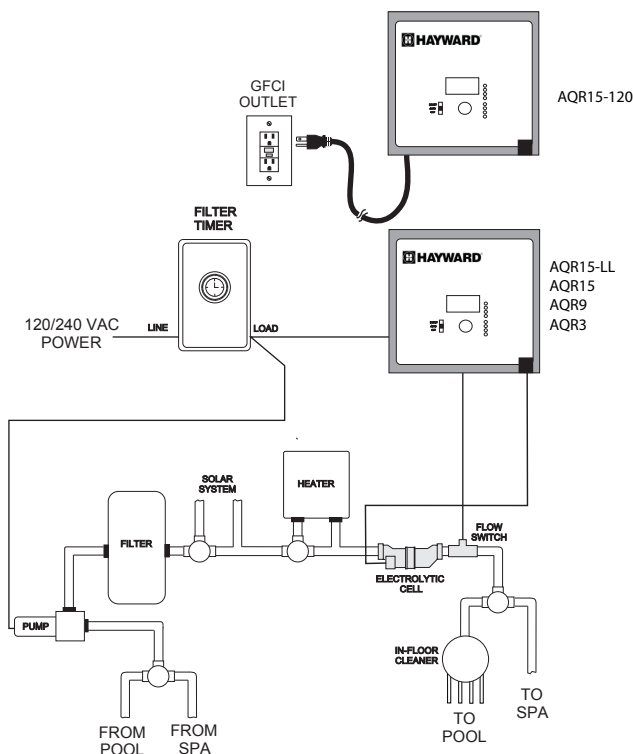 HAYWARD
AQR15-120
GFCI
OUTLET
FILTER
TIMER
HAYWARD
AQR15-LL
AQR15
AQR9
AQR3
120/240 VAC
POWER
LINE
LOAD
SOLAR
SYSTEM
HEATER
FILTER
FLOW
SWITCH
ELECTROLYTIC
CELL
PUMP
IN-FLOOR
CLEANER
FROM
POOL
FROM
SPA
TO
POOL
TO
SPA